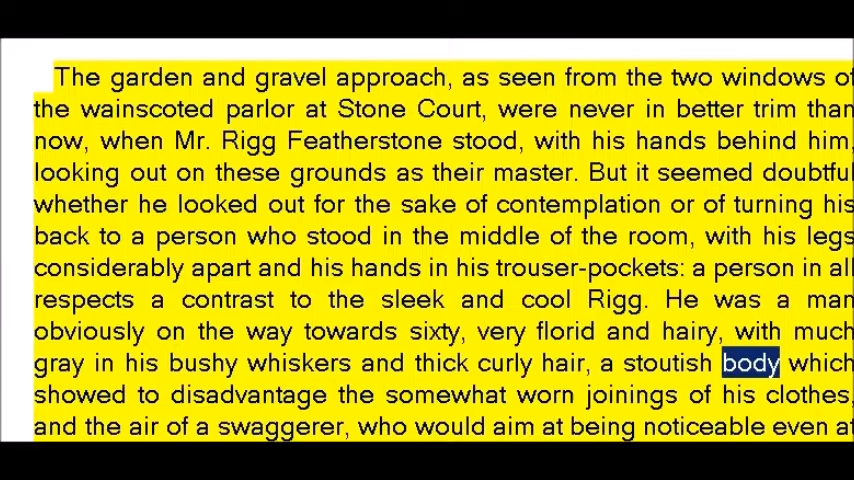 The garden and gravel approach, as seen from the two windows of
the wainscoted parlor at Stone Court, were never in better trim than
now, when Mr. Rigg Featherstone stood, with his hands behind him,
looking out on these grounds as their master. But it seemed doubtful
whether he looked out for the sake of contemplation or of turning his
back to a person who stood in the middle of the room, with his legs
considerably apart and his hands in his trouser-pockets: a person in all
respects a contrast to the sleek and cool Rigg. He was a man
obviously on the way towards sixty, very florid and hairy, with much
gray in his bushy whiskers and thick curly hair, a stoutish body which
showed to disadvantage the somewhat worn joinings of his clothes,
and the air of a swaggerer, who would aim at being noticeable even at